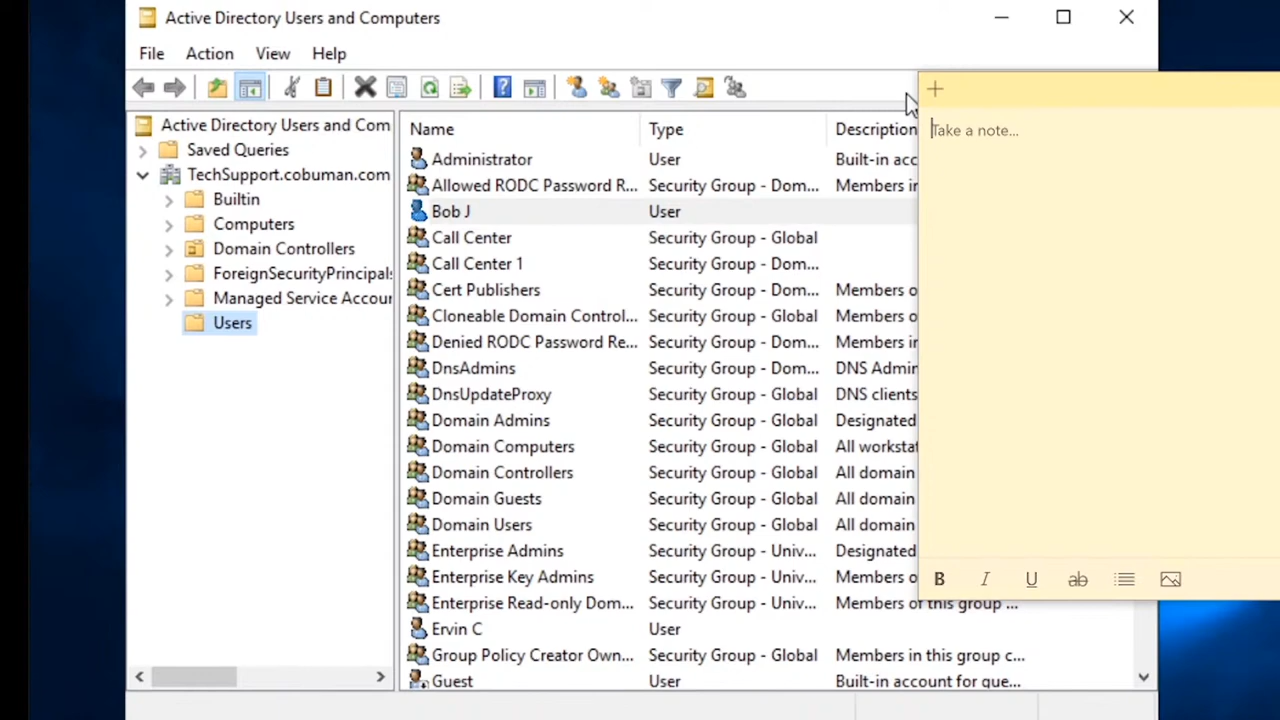 Active Directory Users and Computers
File Action View Help
Active Directory Users and Com
Saved Queries
TechSupport.cobuman.com
Builtin
Computers
Domain Controllers
ForeignSecurityPrincipals
Managed Service Accour
Users
Name Type Description
Administrator User Built-in acc
Allowed RODC Password R... Security Group - Dom... Members in
Bob J User
Call Center Security Group - Global
Call Center 1 Security Group - Dom...
Cert Publishers Security Group - Dom... Members o
Cloneable Domain Control... Security Group - Global Members o
Denied RODC Password Re... Security Group - Dom... Members in
DnsAdmins Security Group - Dom... DNS Admin
DnsUpdateProxy Security Group - Global DNS clients
Domain Admins Security Group - Global Designated
Domain Computers Security Group - Global All workstat
Domain Controllers Security Group - Global All domain
Domain Guests Security Group - Global All domain
Domain Users Security Group - Global All domain
Enterprise Admins Security Group - Univ... Designated
Enterprise Key Admins Security Group - Univ... Members o
Enterprise Read-only Dom... Security Group - Univ... Members of this group ...
Ervin C User
Group Policy Creator Own... Security Group - Global Members in this group c...
Guest User Built-in account for gue...
Take a note...
B I U ab